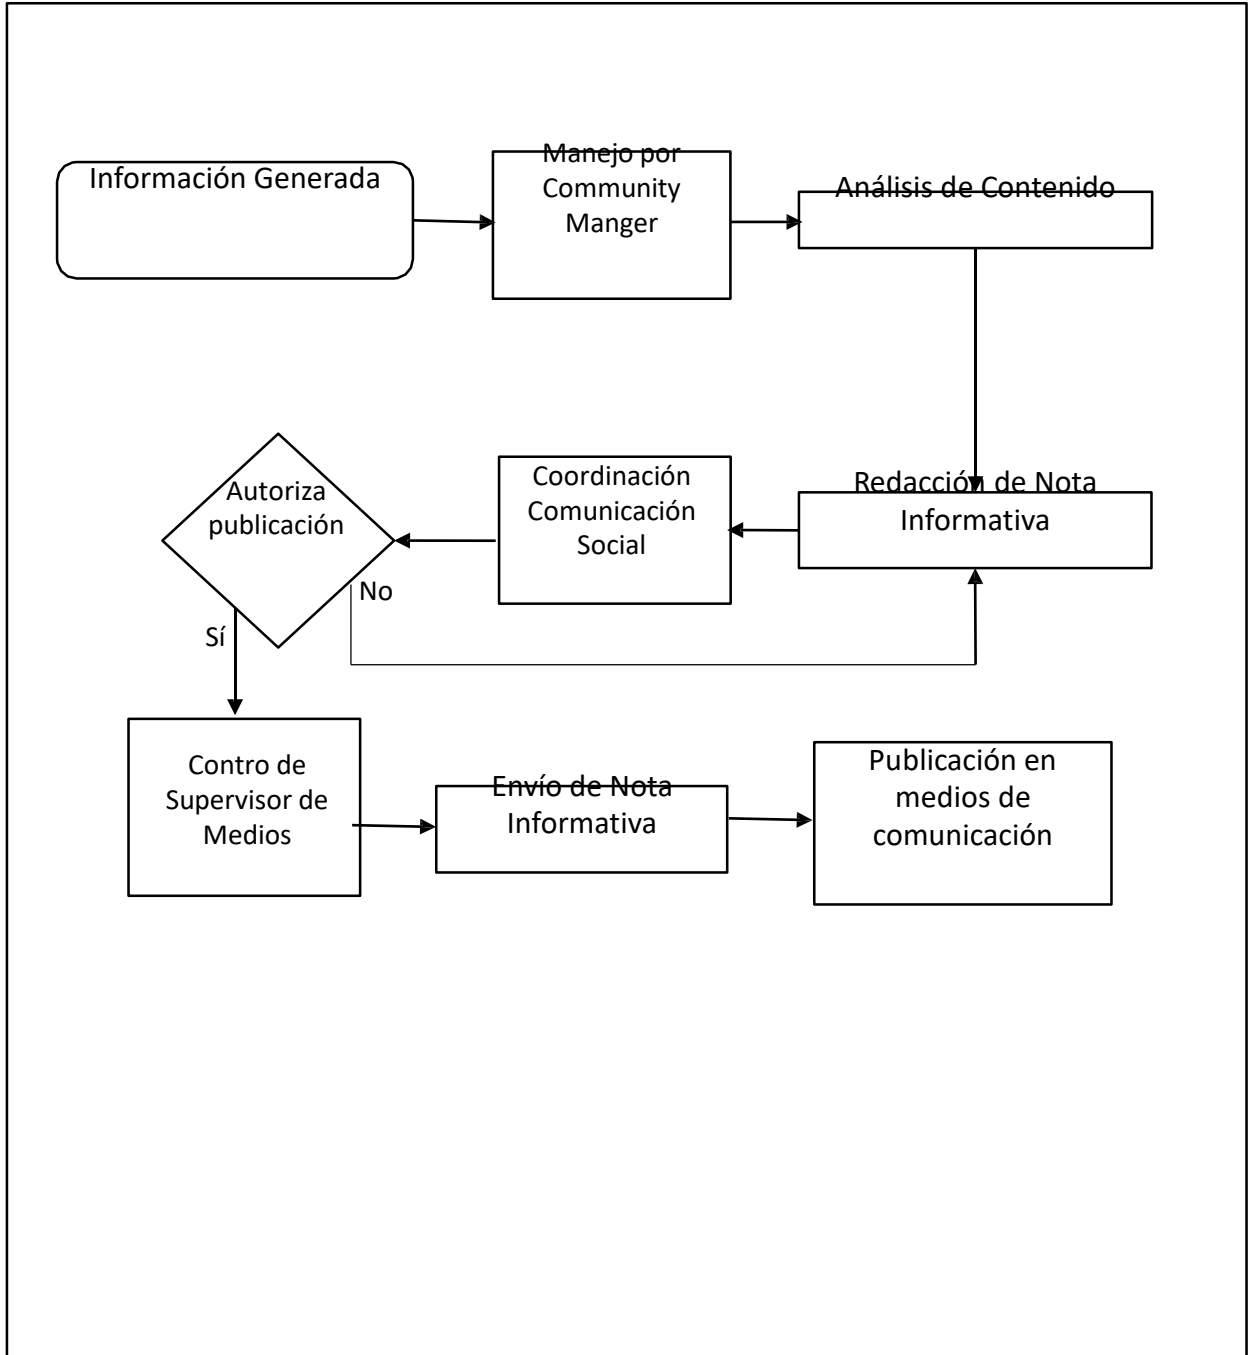 Información Generada
Manejo por
Community
Manger
Análisis de Contenido
Autoriza
publicación
Coordinación
Comunicación
Social
Redacción de Nota
Informativa
No
Sí
Contro de
Supervisor de
Medios
Envío de Nota
Informativa
Publicación en
medios de
comunicación